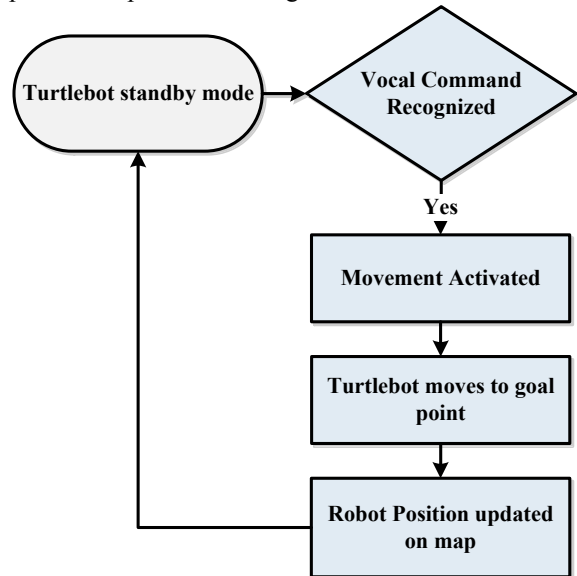 Turtlebot standby mode
Vocal Command
Recognized
Yes
Movement Activated
Turtlebot moves to goal
point
Robot Position updated
on map